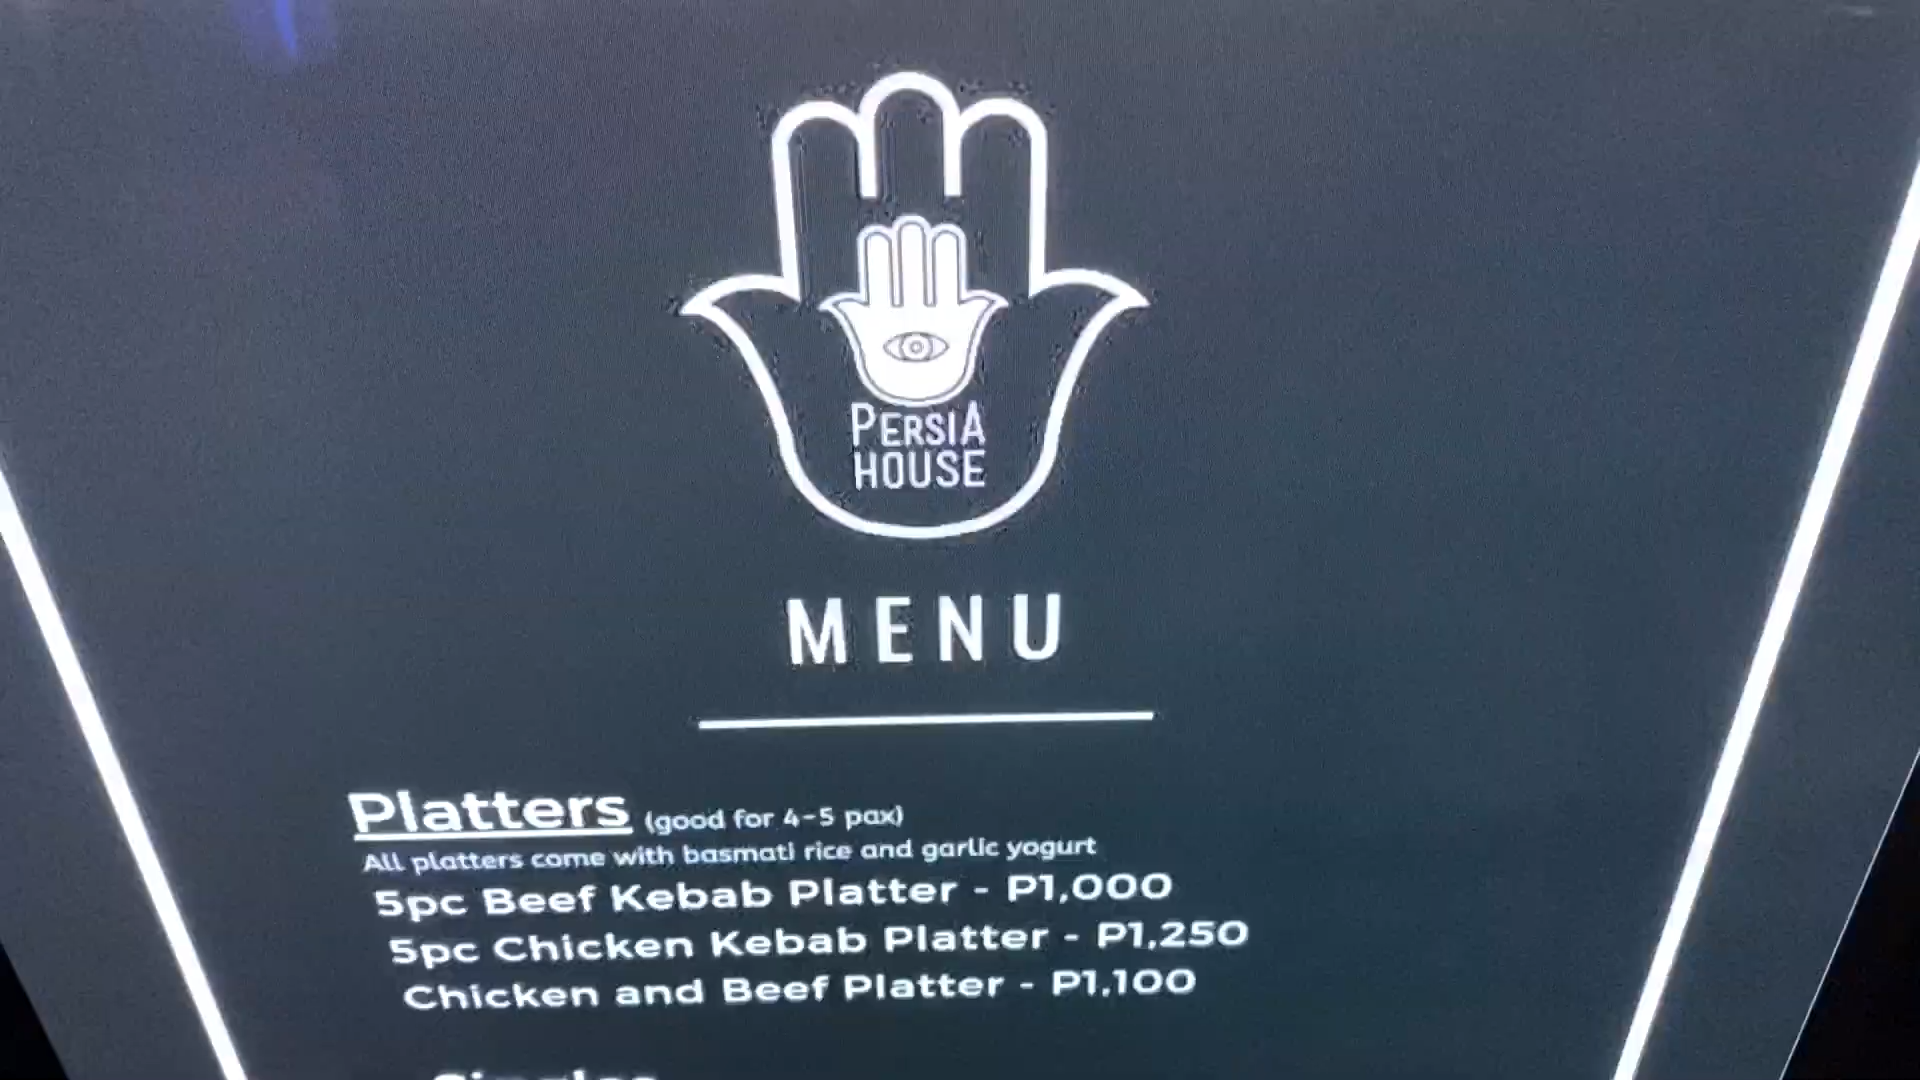 PERSIA
HOUSE
MENU
Platters (good for 4-5 pax)
All platters come with basmati rice and garlic yogurt
5pc Beef Kebab Platter - P1,000
5pc Chicken Kebab Platter - P1,250
Chicken and Beef Platter - P1,100